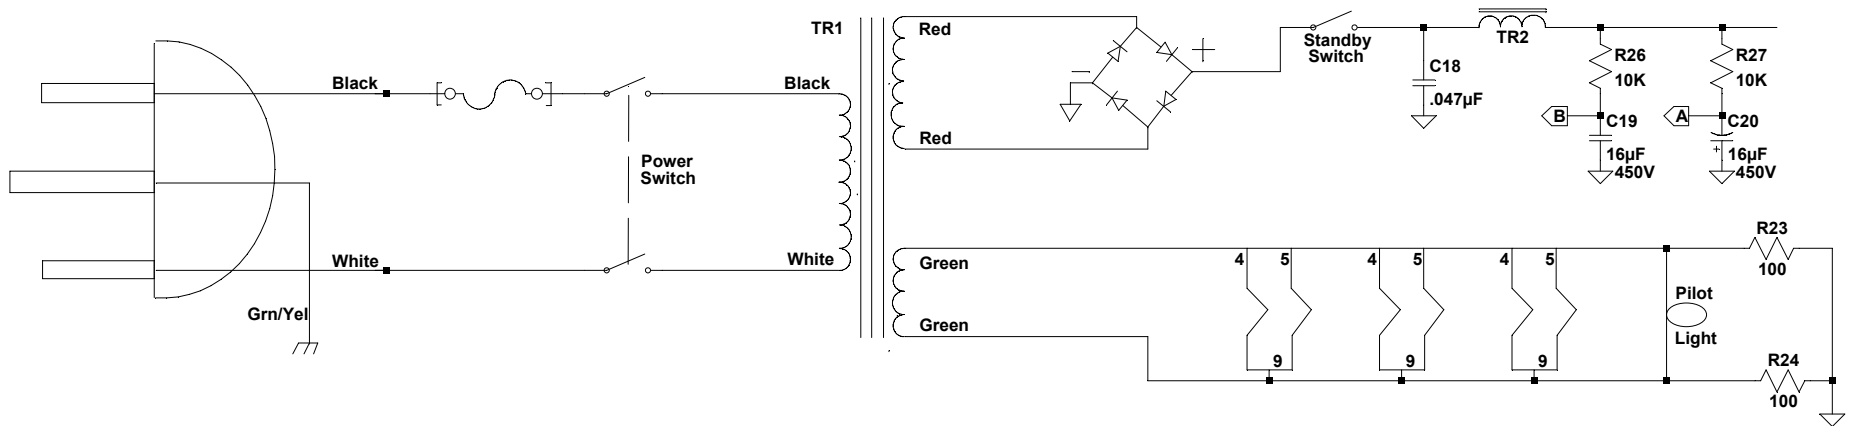 Black
White
Grn/Yel
Power
Switch
Black
White
TR1
Red
Red
Green
Green
Standby
Switch
C18
.047µF
TR2
R26
10K
B
C19
16µF
450V
R27
10K
A
C20
+
16µF
450V
4 5 4 5 4 5
9 9 9
Pilot
Light
R23
100
R24
100